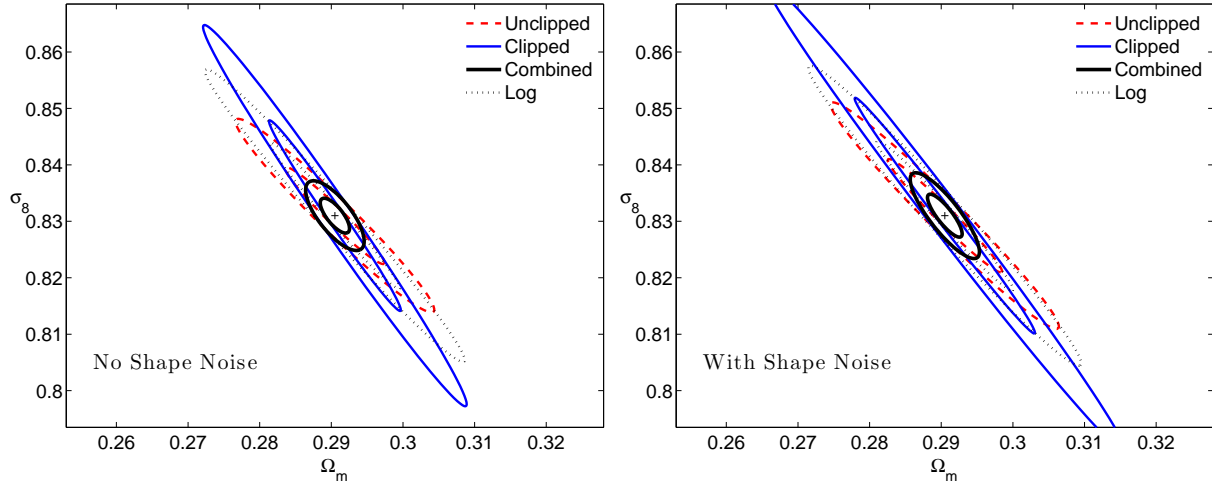 Unclipped
Clipped
Combined
Log
0.86
0.85
0.84
0.83
0.82
0.81
0.8
σ8
No Shape Noise
0.26 0.27 0.28 0.29 0.3 0.31 0.32
Ωm
Unclipped
Clipped
Combined
Log
0.86
0.85
0.84
0.83
0.82
0.81
0.8
σ8
With Shape Noise
0.26 0.27 0.28 0.29 0.3 0.31 0.32
Ωm